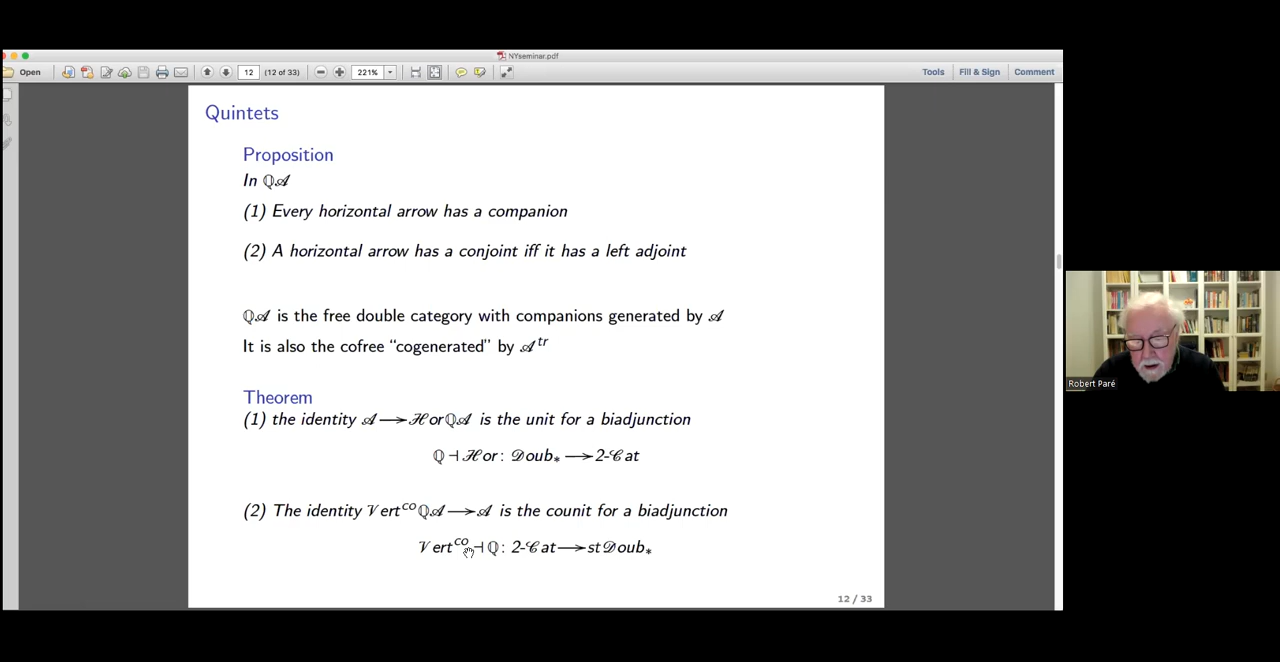 NYseminar.pdf
Open 12 (12 of 33) 221% Tools Fill & Sign Comment
Quintets
Proposition
In ℚ𝒜
(1) Every horizontal arrow has a companion
(2) A horizontal arrow has a conjoint iff it has a left adjoint
ℚ𝒜 is the free double category with companions generated by 𝒜
It is also the cofree “cogenerated” by 𝒜^tr
Theorem
(1) the identity 𝒜 ⟶ ℋorℚ𝒜 is the unit for a biadjunction
ℚ ⊣ ℋor : 𝒟oub_* ⟶ 2-𝒞at
(2) The identity 𝒱ert^co ℚ𝒜 ⟶ 𝒜 is the counit for a biadjunction
𝒱ert^co ⊣ ℚ : 2-𝒞at ⟶ st𝒟oub_*
12 / 33
Robert Paré